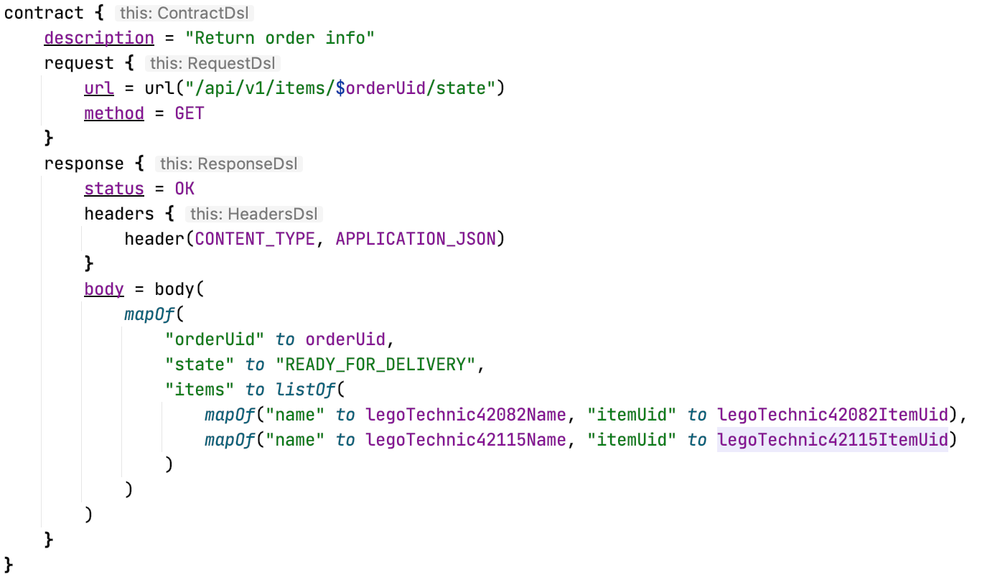 contract { this: ContractDsl
    description = "Return order info"
    request { this: RequestDsl
        url = url("/api/v1/items/$orderUid/state")
        method = GET
    }
    response { this: ResponseDsl
        status = OK
        headers { this: HeadersDsl
            header(CONTENT_TYPE, APPLICATION_JSON)
        }
        body = body(
            mapOf(
                "orderUid" to orderUid,
                "state" to "READY_FOR_DELIVERY",
                "items" to listOf(
                    mapOf("name" to legoTechnic42082Name, "itemUid" to legoTechnic42082ItemUid),
                    mapOf("name" to legoTechnic42115Name, "itemUid" to legoTechnic42115ItemUid)
                )
            )
        )
    }
}